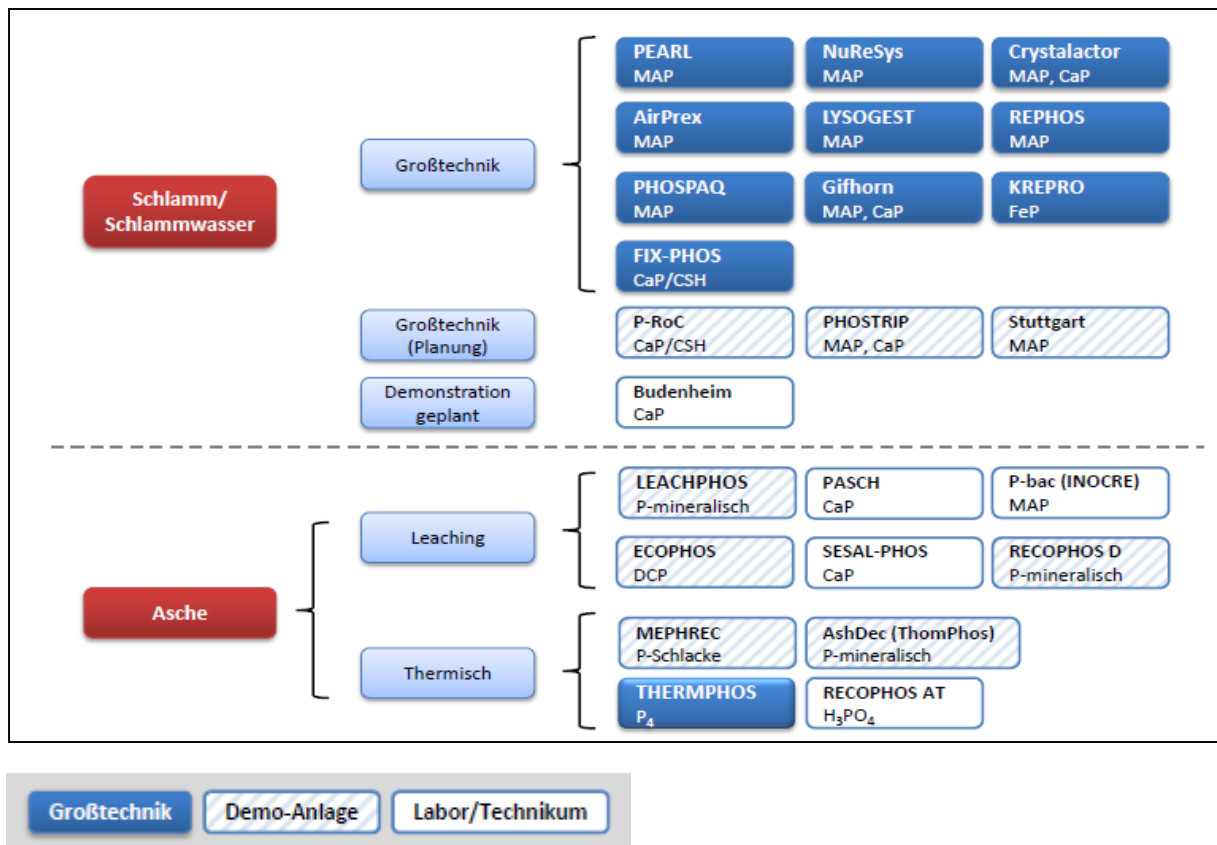 PEARL
MAP
NuReSys
MAP
Crystalactor
MAP, CaP
AirPrex
MAP
LYSOGEST
MAP
REPHOS
MAP
Großtechnik
Schlamm/
Schlammwasser
PHOSPAQ
MAP
Gifhorn
MAP, CaP
KREPRO
FeP
FIX-PHOS
CaP/CSH
Großtechnik
(Planung)
P-RoC
CaP/CSH
PHOSTRIP
MAP, CaP
Stuttgart
MAP
Demonstration
geplant
Budenheim
CaP
Asche
Leaching
LEACHPHOS
P-mineralisch
PASCH
CaP
P-bac (INOCRE)
MAP
ECOPHOS
DCP
SESAL-PHOS
CaP
RECOPHOS D
P-mineralisch
Thermisch
MEPHREC
P-Schlacke
AshDec (ThomPhos)
P-mineralisch
THERMPHOS
P₄
RECOPHOS AT
H₃PO₄
Großtechnik
Demo-Anlage
Labor/Technikum